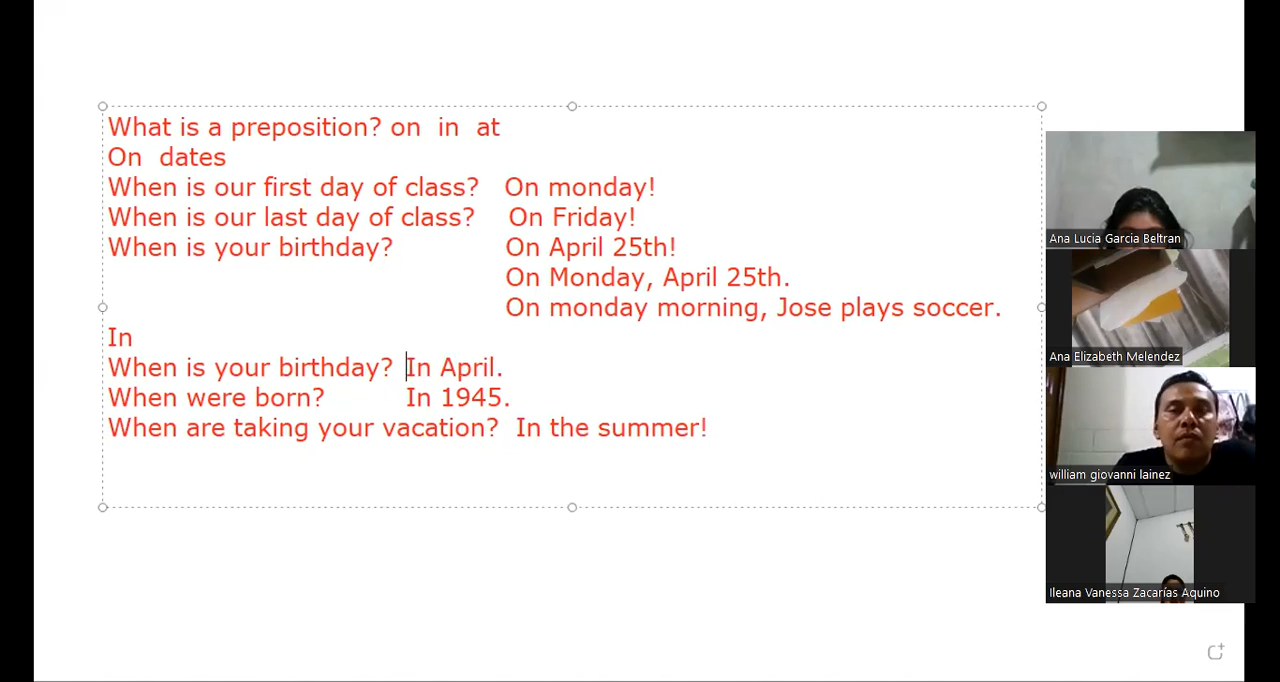 What is a preposition? on in at
On dates
When is our first day of class? On monday!
When is our last day of class? On Friday!
When is your birthday? On April 25th!
On Monday, April 25th.
On monday morning, Jose plays soccer.
In
When is your birthday? In April.
When were born? In 1945.
When are taking your vacation? In the summer!
Ana Lucia Garcia Beltran
Ana Elizabeth Melendez
william giovanni lainez
Ileana Vanessa Zacarías Aquino